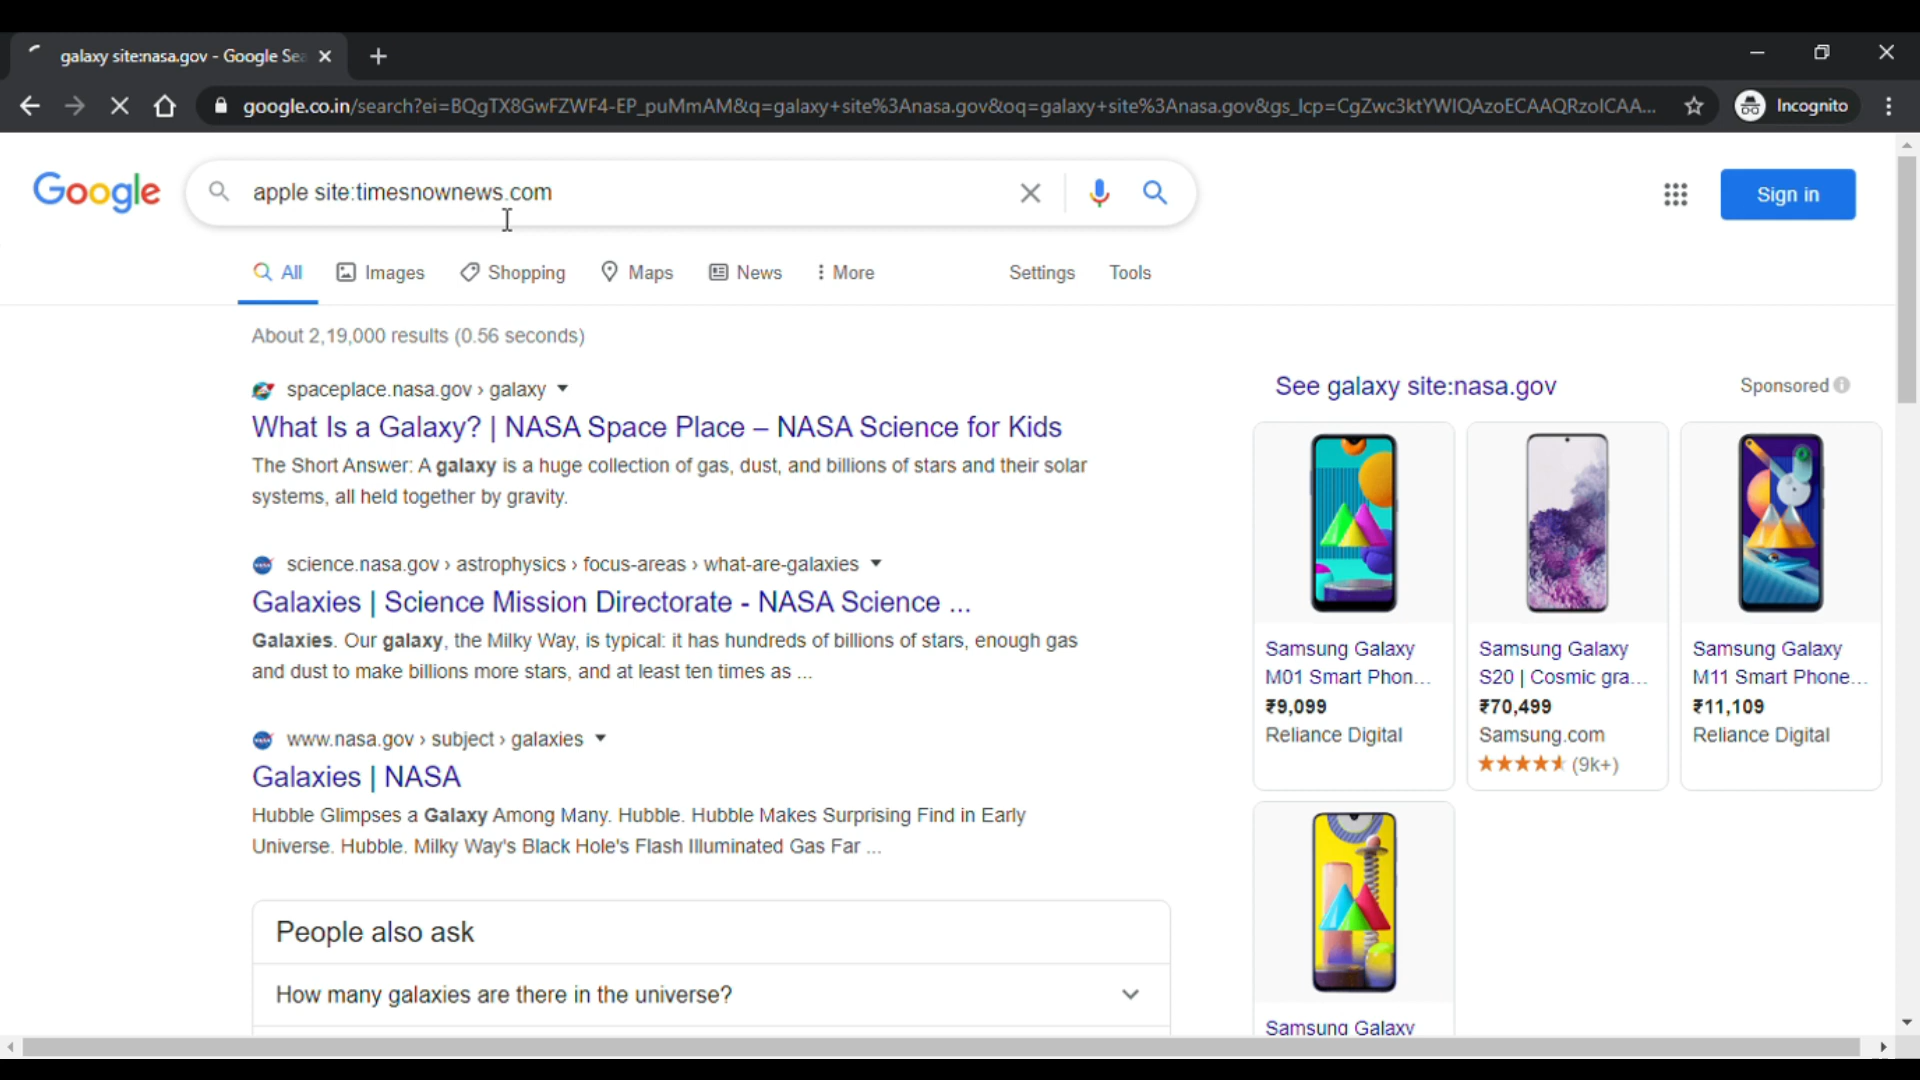 galaxy site:nasa.gov - Google Sea
google.co.in/search?ei=BQgTX8GwFZWF4-EP_puMmAM&q=galaxy+site%3Anasa.gov&oq=galaxy+site%3Anasa.gov&gs_lcp=CgZwc3ktYWIQAzoECAAQRzoICAA...
Incognito
Google
apple site:timesnownews.com
Sign in
All
Images
Shopping
Maps
News
More
Settings
Tools
About 2,19,000 results (0.56 seconds)
spaceplace.nasa.gov › galaxy
What Is a Galaxy? | NASA Space Place – NASA Science for Kids
The Short Answer: A galaxy is a huge collection of gas, dust, and billions of stars and their solar
systems, all held together by gravity.
science.nasa.gov › astrophysics › focus-areas › what-are-galaxies
Galaxies | Science Mission Directorate - NASA Science ...
Galaxies. Our galaxy, the Milky Way, is typical: it has hundreds of billions of stars, enough gas
and dust to make billions more stars, and at least ten times as ...
www.nasa.gov › subject › galaxies
Galaxies | NASA
Hubble Glimpses a Galaxy Among Many. Hubble. Hubble Makes Surprising Find in Early
Universe. Hubble. Milky Way's Black Hole's Flash Illuminated Gas Far ...
People also ask
How many galaxies are there in the universe?
See galaxy site:nasa.gov
Sponsored
Samsung Galaxy
M01 Smart Phon...
₹9,099
Reliance Digital
Samsung Galaxy
S20 | Cosmic gra...
₹70,499
Samsung.com
(9k+)
Samsung Galaxy
M11 Smart Phone...
₹11,109
Reliance Digital
Samsung Galaxy